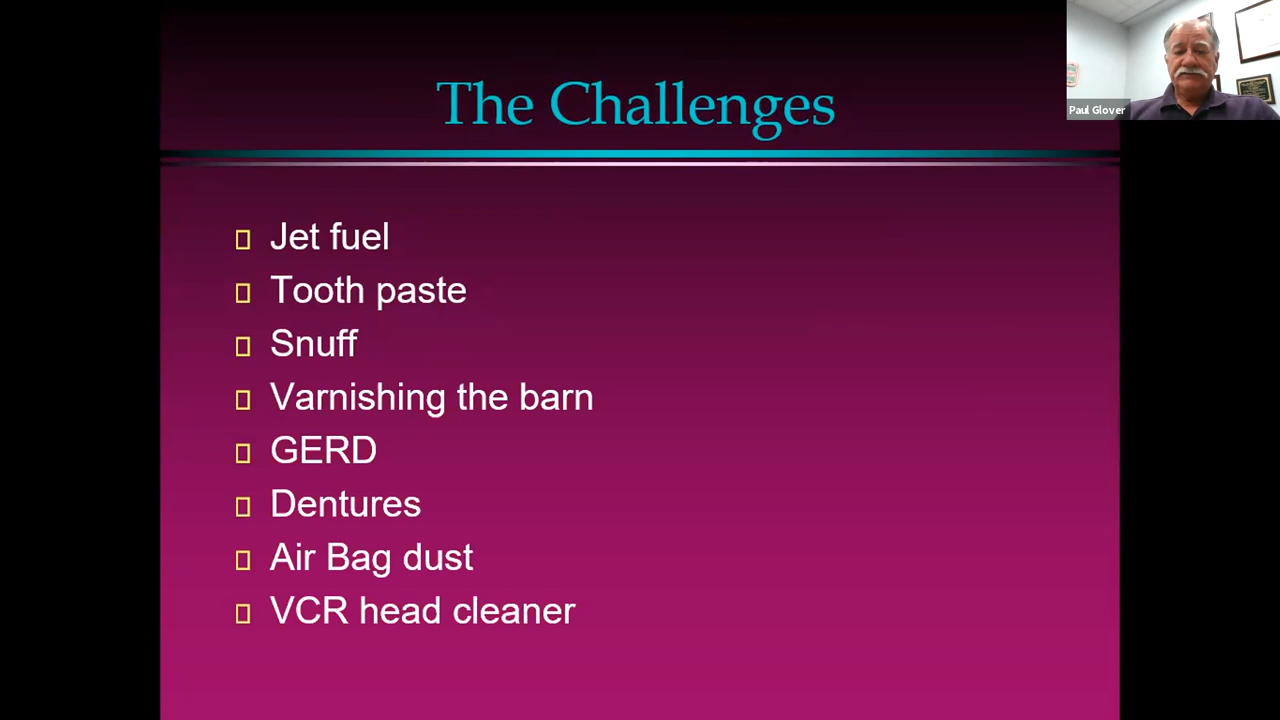 The Challenges
Paul Glover
Jet fuel
Tooth paste
Snuff
Varnishing the barn
GERD
Dentures
Air Bag dust
VCR head cleaner